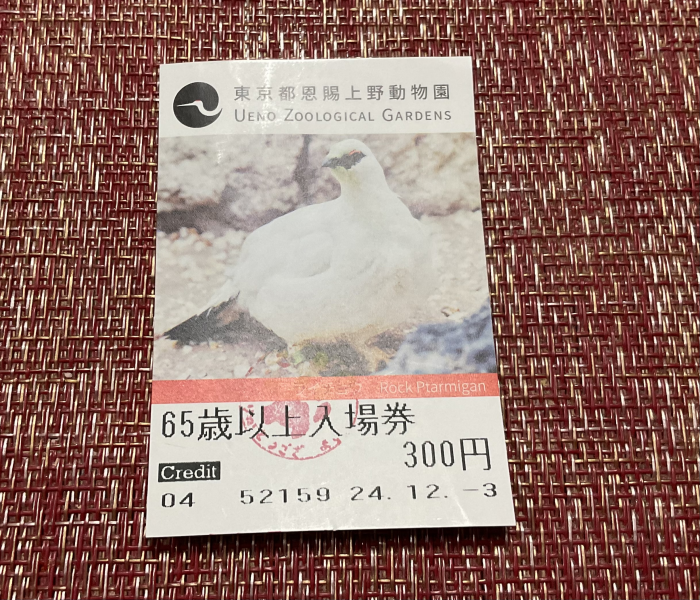 東京都恩賜上野動物園
UENO ZOOLOGICAL GARDENS
Rock Ptarmigan
65歳以上入場券
300円
Credit
04 52159 24.12.-3